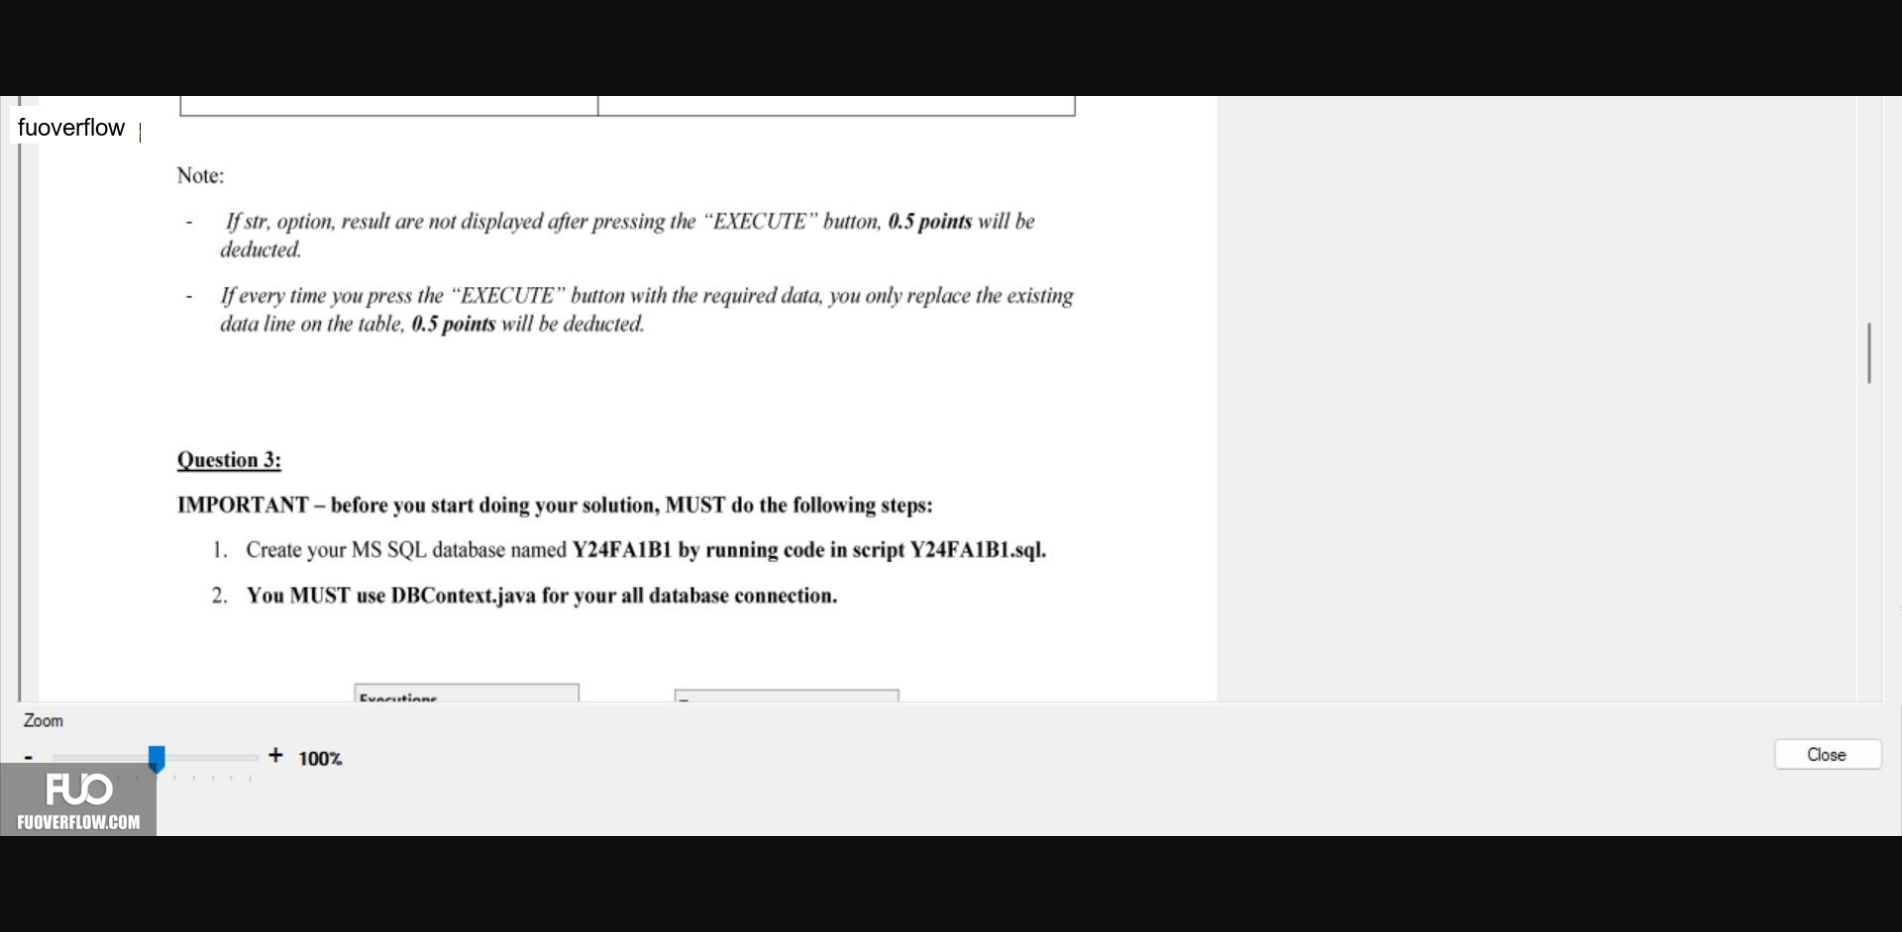 fuoverflow
Note:
- If str, option, result are not displayed after pressing the “EXECUTE” button, 0.5 points will be
deducted.
- If every time you press the “EXECUTE” button with the required data, you only replace the existing
data line on the table, 0.5 points will be deducted.
Question 3:
IMPORTANT – before you start doing your solution, MUST do the following steps:
1. Create your MS SQL database named Y24FA1B1 by running code in script Y24FA1B1.sql.
2. You MUST use DBContext.java for your all database connection.
Executions
Zoom
- + 100%
Close
FUO
FUOVERFLOW.COM